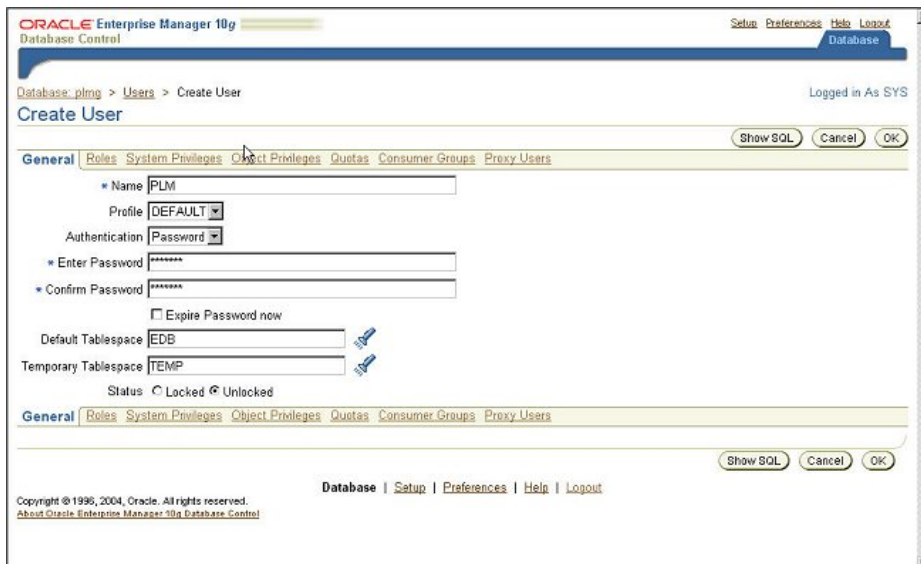 ORACLE Enterprise Manager 10g
Database Control
Setup Preferences Help Logout
Database
Database: plmg > Users > Create User
Logged in As SYS
Create User
Show SQL Cancel OK
General Roles System Privileges Object Privileges Quotas Consumer Groups Proxy Users
* Name PLM
Profile DEFAULT
Authentication Password
* Enter Password *******
* Confirm Password *******
Expire Password now
Default Tablespace EDB
Temporary Tablespace TEMP
Status Locked Unlocked
General Roles System Privileges Object Privileges Quotas Consumer Groups Proxy Users
Show SQL Cancel OK
Database | Setup | Preferences | Help | Logout
Copyright © 1996, 2004, Oracle. All rights reserved.
About Oracle Enterprise Manager 10g Database Control